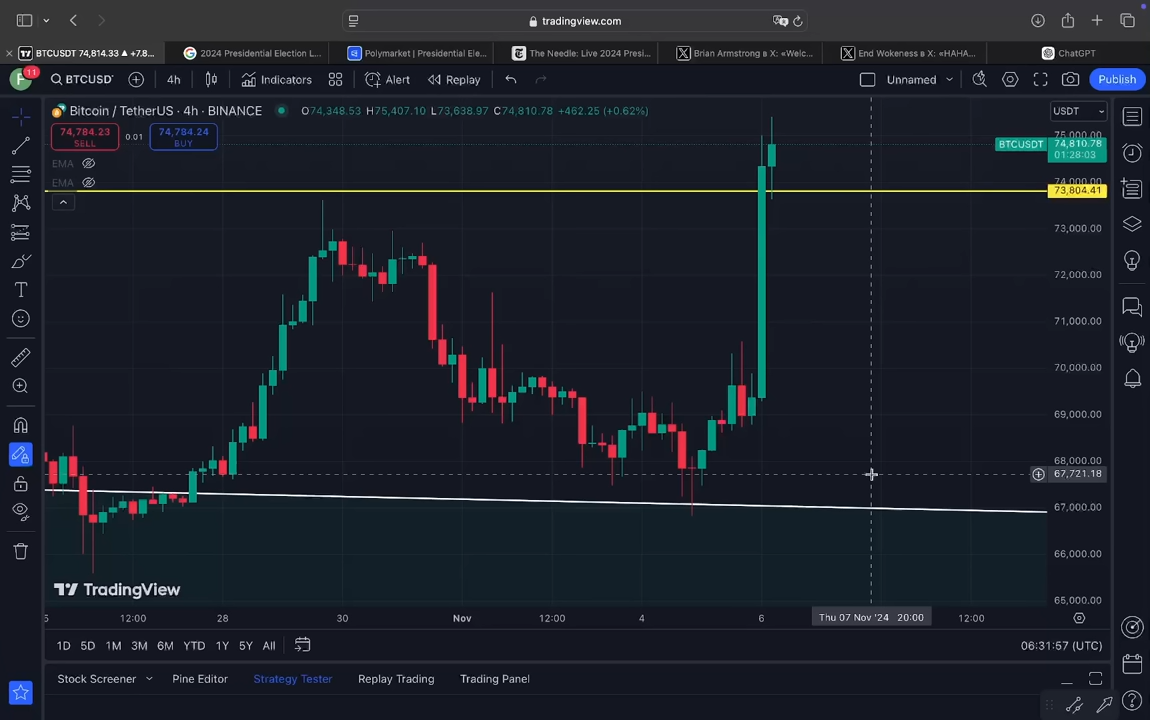 tradingview.com
BTCUSDT 74,814.33 ▲ +7.8...
2024 Presidential Election L...
Polymarket | Presidential Ele...
The Needle: Live 2024 Presi...
Brian Armstrong в X: «Welc...
End Wokeness в X: «HAHA...
ChatGPT
11
F
BTCUSD
4h
Indicators
Alert
Replay
Unnamed
Publish
Bitcoin / TetherUS · 4h · BINANCE
O74,348.53 H75,407.10 L73,638.97 C74,810.78 +462.25 (+0.62%)
USDT
74,784.23
SELL
0.01
74,784.24
BUY
75,000.00
BTCUSDT
74,810.78
01:28:03
EMA
EMA
74,000.00
73,804.41
73,000.00
72,000.00
71,000.00
70,000.00
69,000.00
68,000.00
67,721.18
67,000.00
66,000.00
65,000.00
TradingView
5
12:00
28
30
Nov
12:00
4
6
Thu 07 Nov '24 20:00
12:00
1D 5D 1M 3M 6M YTD 1Y 5Y All
06:31:57 (UTC)
Stock Screener
Pine Editor
Strategy Tester
Replay Trading
Trading Panel